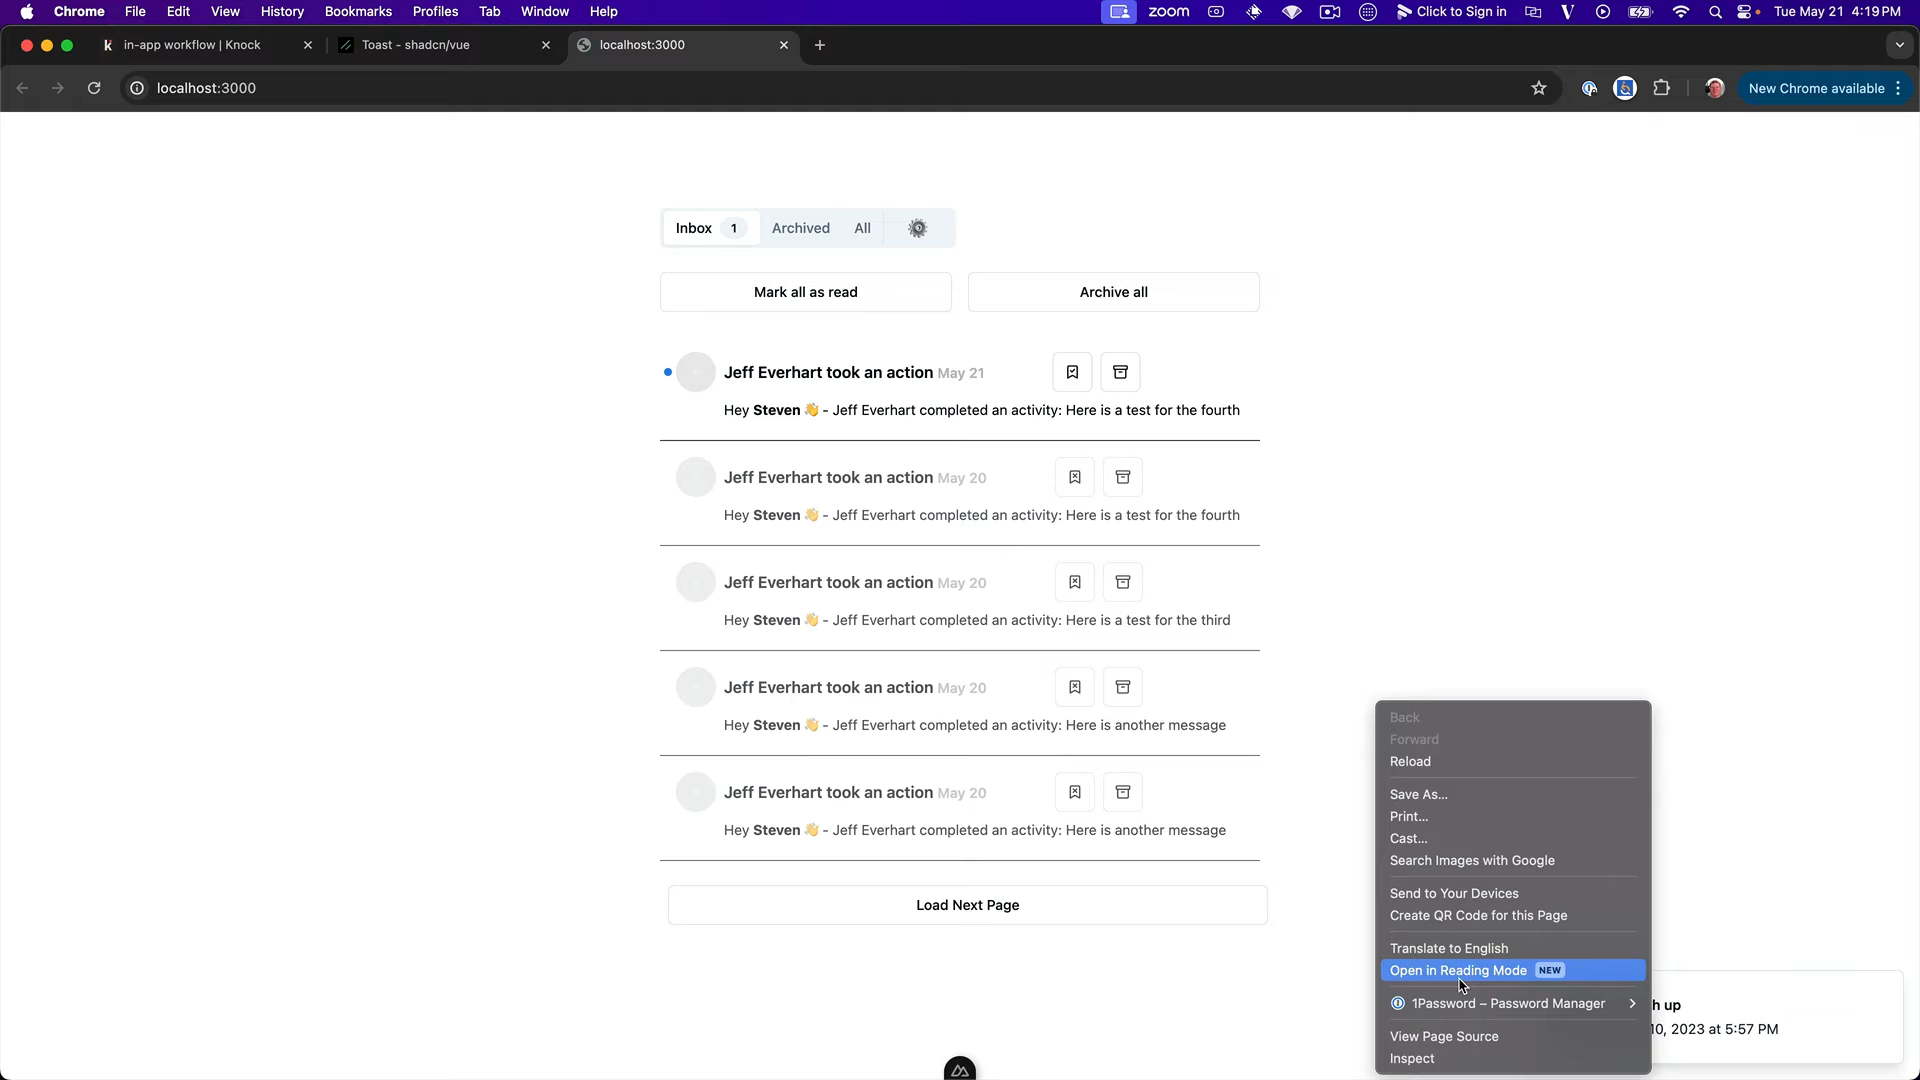 Chrome File Edit View History Bookmarks Profiles Tab Window Help zoom Click to Sign in Tue May 21 4:19 PM
in-app workflow | Knock Toast - shadcn/vue localhost:3000
localhost:3000 New Chrome available
Inbox 1 Archived All
Mark all as read Archive all
Jeff Everhart took an action May 21
Hey Steven 👋 - Jeff Everhart completed an activity: Here is a test for the fourth
Jeff Everhart took an action May 20
Hey Steven 👋 - Jeff Everhart completed an activity: Here is a test for the fourth
Jeff Everhart took an action May 20
Hey Steven 👋 - Jeff Everhart completed an activity: Here is a test for the third
Jeff Everhart took an action May 20
Hey Steven 👋 - Jeff Everhart completed an activity: Here is another message
Jeff Everhart took an action May 20
Hey Steven 👋 - Jeff Everhart completed an activity: Here is another message
Load Next Page
Back
Forward
Reload
Save As...
Print...
Cast...
Search Images with Google
Send to Your Devices
Create QR Code for this Page
Translate to English
Open in Reading Mode NEW
1Password – Password Manager
View Page Source
Inspect
h up
10, 2023 at 5:57 PM